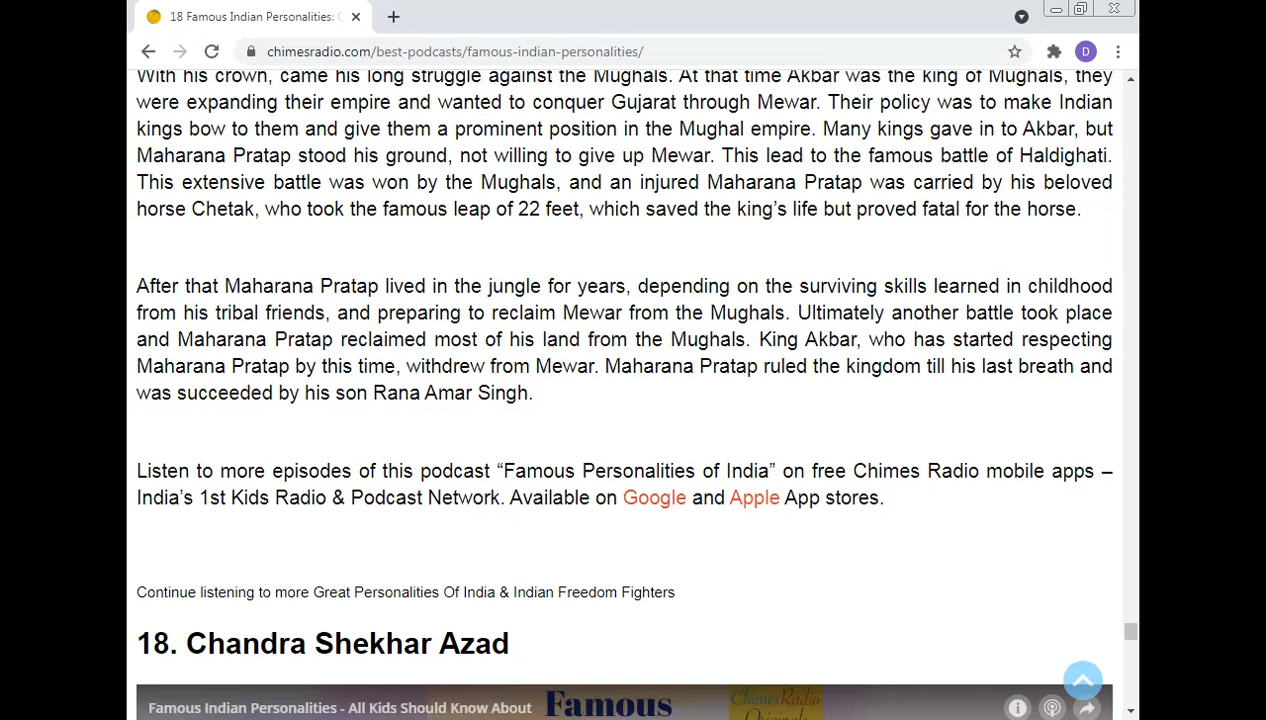 18 Famous Indian Personalities:
chimesradio.com/best-podcasts/famous-indian-personalities/
D
With his crown, came his long struggle against the Mughals. At that time Akbar was the king of Mughals, they
were expanding their empire and wanted to conquer Gujarat through Mewar. Their policy was to make Indian
kings bow to them and give them a prominent position in the Mughal empire. Many kings gave in to Akbar, but
Maharana Pratap stood his ground, not willing to give up Mewar. This lead to the famous battle of Haldighati.
This extensive battle was won by the Mughals, and an injured Maharana Pratap was carried by his beloved
horse Chetak, who took the famous leap of 22 feet, which saved the king’s life but proved fatal for the horse.
After that Maharana Pratap lived in the jungle for years, depending on the surviving skills learned in childhood
from his tribal friends, and preparing to reclaim Mewar from the Mughals. Ultimately another battle took place
and Maharana Pratap reclaimed most of his land from the Mughals. King Akbar, who has started respecting
Maharana Pratap by this time, withdrew from Mewar. Maharana Pratap ruled the kingdom till his last breath and
was succeeded by his son Rana Amar Singh.
Listen to more episodes of this podcast “Famous Personalities of India” on free Chimes Radio mobile apps –
India’s 1st Kids Radio & Podcast Network. Available on Google and Apple App stores.
Continue listening to more Great Personalities Of India & Indian Freedom Fighters
18. Chandra Shekhar Azad
Famous Indian Personalities - All Kids Should Know About
Famous
ChimesRadio
Originals